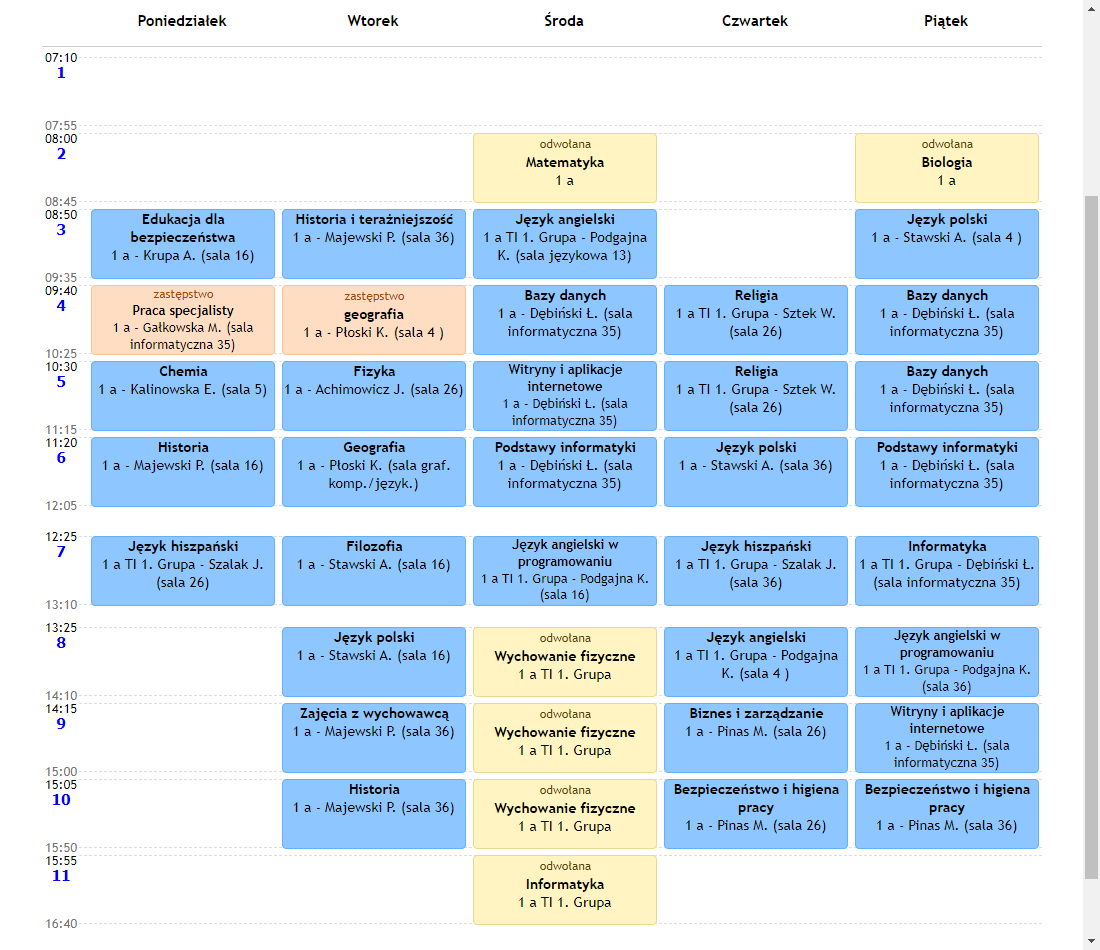 Poniedziałek Wtorek Środa Czwartek Piątek
07:10
1
07:55
08:00
2
odwołana
Matematyka
1 a
odwołana
Biologia
1 a
08:45
08:50
3
Edukacja dla
bezpieczeństwa
1 a - Krupa A. (sala 16)
Historia i teraźniejszość
1 a - Majewski P. (sala 36)
Język angielski
1 a TI 1. Grupa - Podgajna
K. (sala językowa 13)
Język polski
1 a - Stawski A. (sala 4 )
09:35
09:40
4
zastępstwo
Praca specjalisty
1 a - Gałkowska M. (sala
informatyczna 35)
zastępstwo
geografia
1 a - Płoski K. (sala 4 )
Bazy danych
1 a - Dębiński Ł. (sala
informatyczna 35)
Religia
1 a TI 1. Grupa - Sztek W.
(sala 26)
Bazy danych
1 a - Dębiński Ł. (sala
informatyczna 35)
10:25
10:30
5
Chemia
1 a - Kalinowska E. (sala 5)
Fizyka
1 a - Achimowicz J. (sala 26)
Witryny i aplikacje
internetowe
1 a - Dębiński Ł. (sala
informatyczna 35)
Religia
1 a TI 1. Grupa - Sztek W.
(sala 26)
Bazy danych
1 a - Dębiński Ł. (sala
informatyczna 35)
11:15
11:20
6
Historia
1 a - Majewski P. (sala 16)
Geografia
1 a - Płoski K. (sala graf.
komp./język.)
Podstawy informatyki
1 a - Dębiński Ł. (sala
informatyczna 35)
Język polski
1 a - Stawski A. (sala 36)
Podstawy informatyki
1 a - Dębiński Ł. (sala
informatyczna 35)
12:05
12:25
7
Język hiszpański
1 a TI 1. Grupa - Szalak J.
(sala 26)
Filozofia
1 a - Stawski A. (sala 16)
Język angielski w
programowaniu
1 a TI 1. Grupa - Podgajna K.
(sala 16)
Język hiszpański
1 a TI 1. Grupa - Szalak J.
(sala 36)
Informatyka
1 a TI 1. Grupa - Dębiński Ł.
(sala informatyczna 35)
13:10
13:25
8
Język polski
1 a - Stawski A. (sala 16)
odwołana
Wychowanie fizyczne
1 a TI 1. Grupa
Język angielski
1 a TI 1. Grupa - Podgajna
K. (sala 4 )
Język angielski w
programowaniu
1 a TI 1. Grupa - Podgajna K.
(sala 36)
14:10
14:15
9
Zajęcia z wychowawcą
1 a - Majewski P. (sala 36)
odwołana
Wychowanie fizyczne
1 a TI 1. Grupa
Biznes i zarządzanie
1 a - Pinas M. (sala 26)
Witryny i aplikacje
internetowe
1 a - Dębiński Ł. (sala
informatyczna 35)
15:00
15:05
10
Historia
1 a - Majewski P. (sala 36)
odwołana
Wychowanie fizyczne
1 a TI 1. Grupa
Bezpieczeństwo i higiena
pracy
1 a - Pinas M. (sala 26)
Bezpieczeństwo i higiena
pracy
1 a - Pinas M. (sala 36)
15:50
15:55
11
odwołana
Informatyka
1 a TI 1. Grupa
16:40